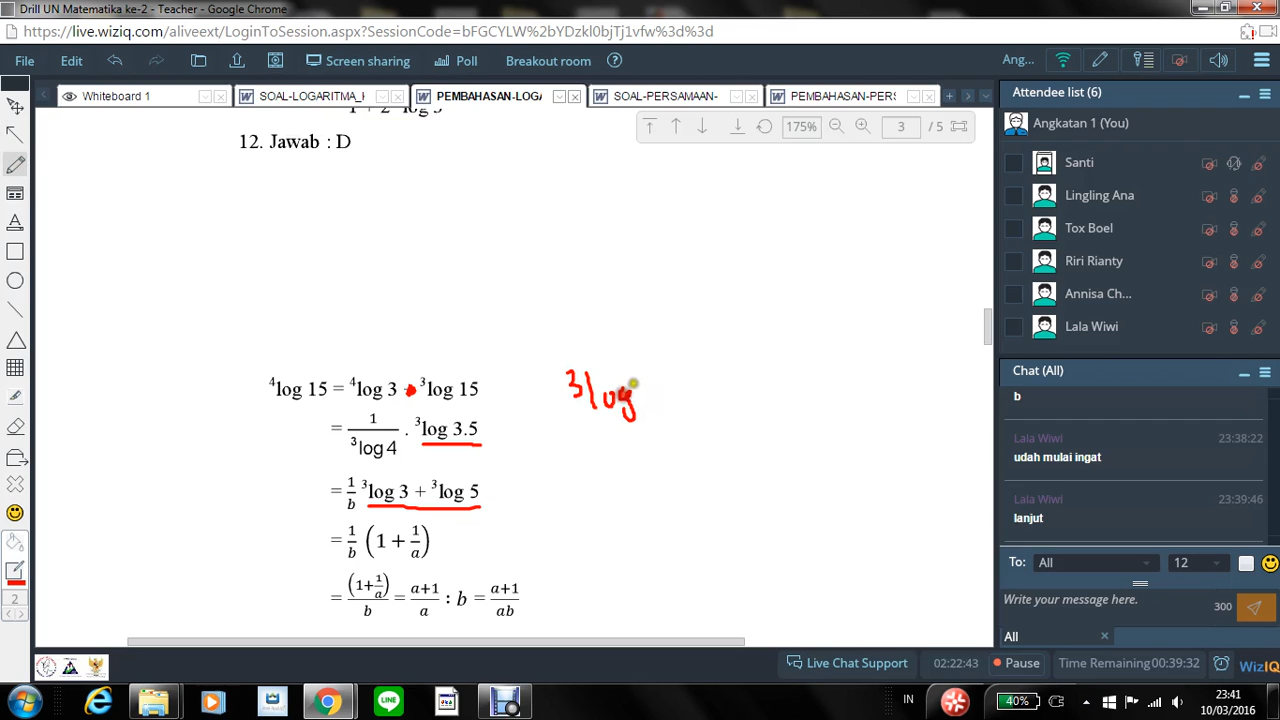 Drill UN Matematika ke-2 - Teacher - Google Chrome
https://live.wiziq.com/aliveext/LoginToSession.aspx?SessionCode=bFGCYLW%2bYDzkl0bjTj1vfw%3d%3d
File Edit Screen sharing Poll Breakout room Ang...
Whiteboard 1 SOAL-LOGARITMA_ PEMBAHASAN-LOGA SOAL-PERSAMAAN- PEMBAHASAN-PERS
175% 3 / 5
12. Jawab : D
⁴log 15 = ⁴log 3 • ³log 15
= 1/³log 4 . ³log 3.5
= 1/b ³log 3 + ³log 5
= 1/b (1 + 1/a)
= (1+1/a)/b = a+1/a : b = a+1/ab
3log
2
Attendee list (6)
Angkatan 1 (You)
Santi
Lingling Ana
Tox Boel
Riri Rianty
Annisa Ch...
Lala Wiwi
Chat (All)
b
Lala Wiwi 23:38:22
udah mulai ingat
Lala Wiwi 23:39:46
lanjut
To: All 12
Write your message here. 300
All
Live Chat Support 02:22:43 Pause Time Remaining 00:39:32 WizIQ
IN 40% 23:41
10/03/2016